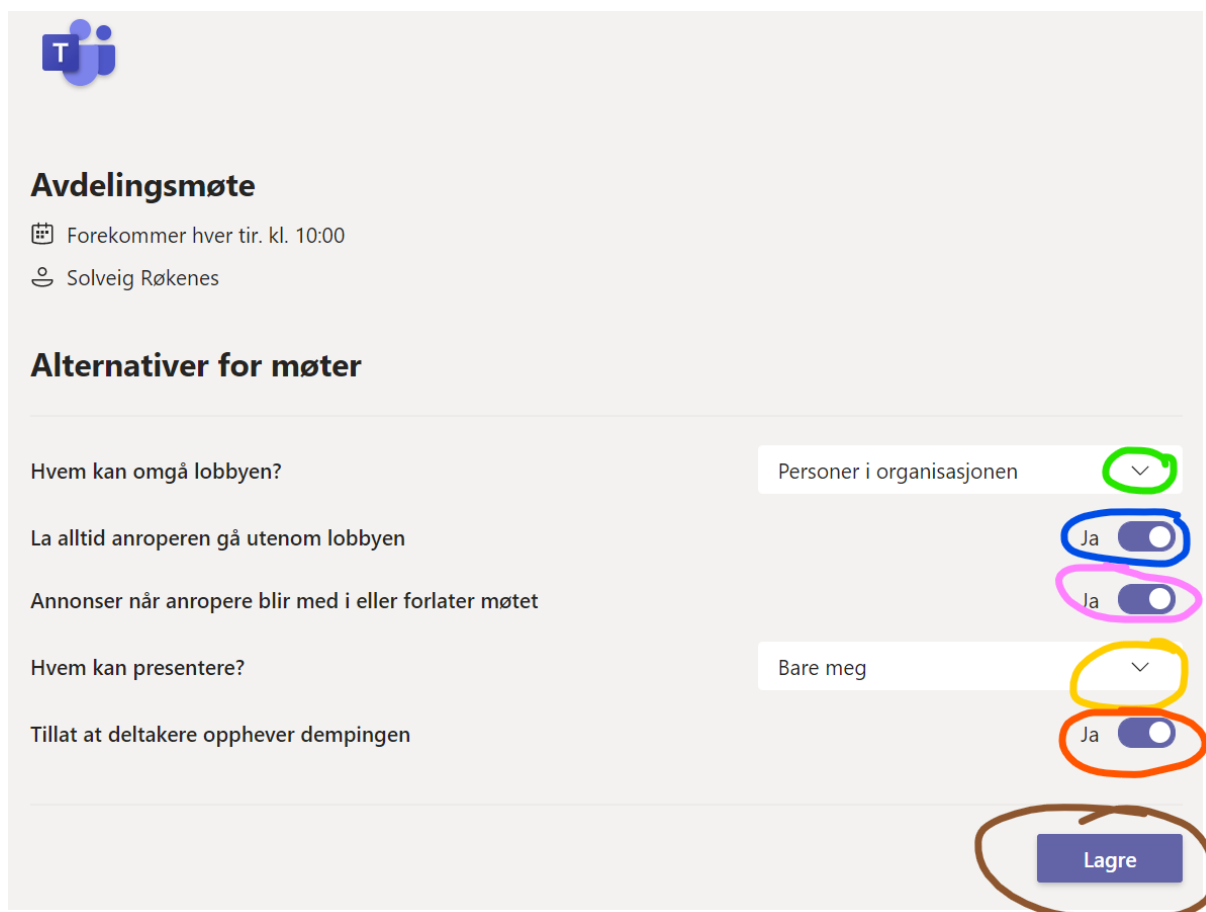 T
Avdelingsmøte
Forekommer hver tir. kl. 10:00
Solveig Røkenes
Alternativer for møter
Hvem kan omgå lobbyen? Personer i organisasjonen
La alltid anroperen gå utenom lobbyen Ja
Annonser når anropere blir med i eller forlater møtet Ja
Hvem kan presentere? Bare meg
Tillat at deltakere opphever dempingen Ja
Lagre